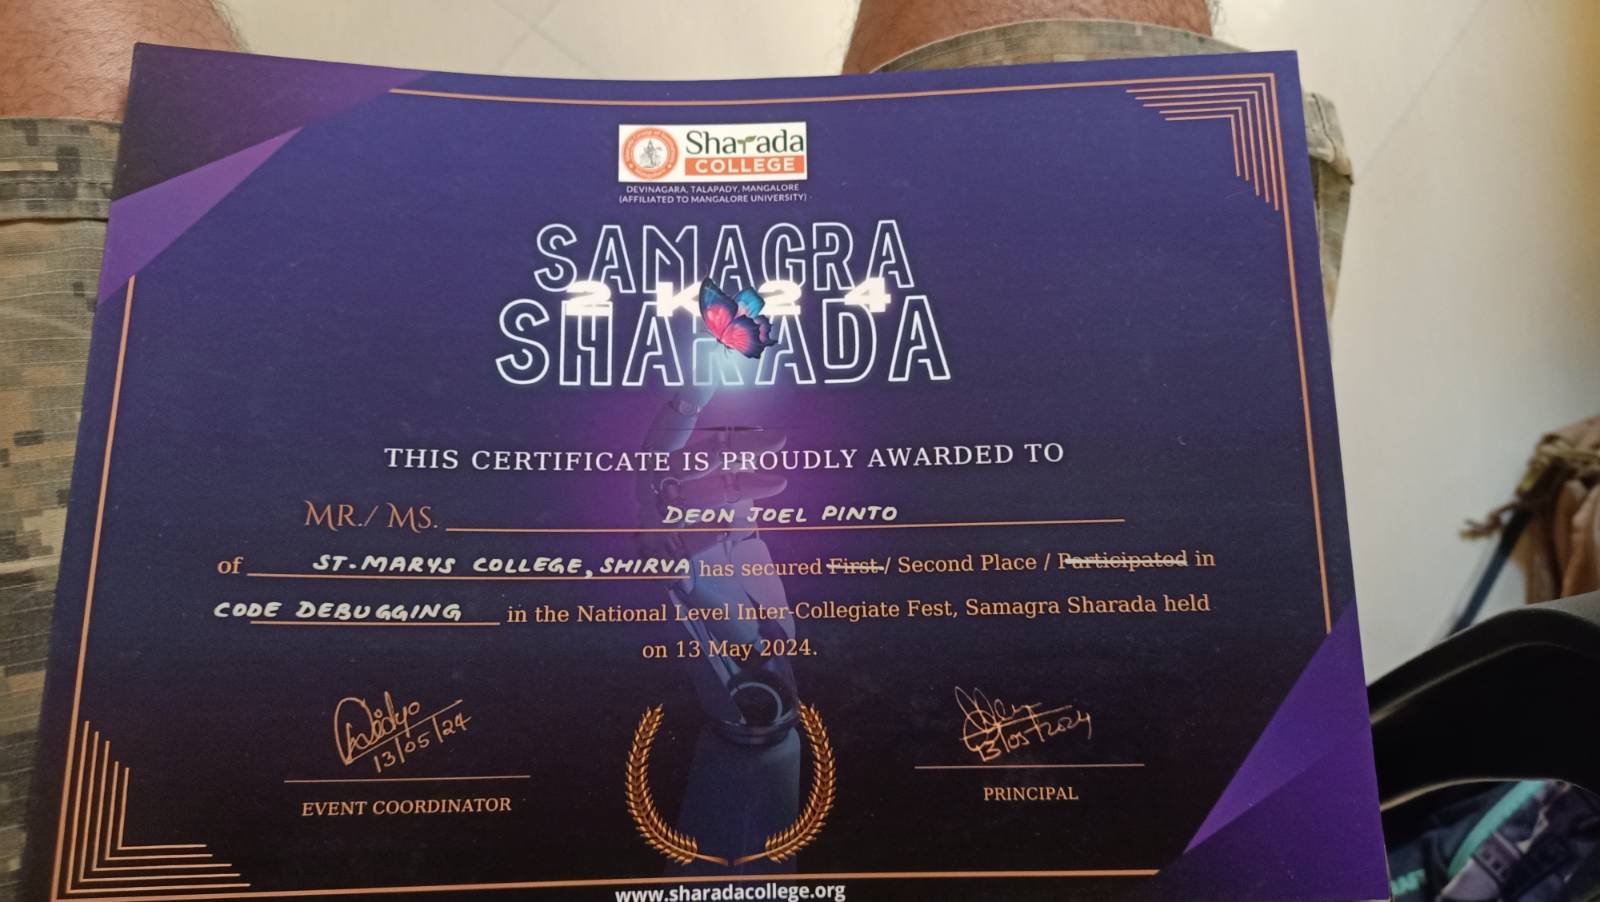 Sharada
COLLEGE
DEVINAGARA, TALAPADY, MANGALORE
(AFFILIATED TO MANGALORE UNIVERSITY)
SAMAGRA
2K24
SHARADA
THIS CERTIFICATE IS PROUDLY AWARDED TO
MR./ MS. DEON JOEL PINTO
of ST. MARYS COLLEGE, SHIRVA has secured First / Second Place / Participated in
CODE DEBUGGING in the National Level Inter-Collegiate Fest, Samagra Sharada held
on 13 May 2024.
13/05/24
13/05/2024
EVENT COORDINATOR
PRINCIPAL
www.sharadacollege.org